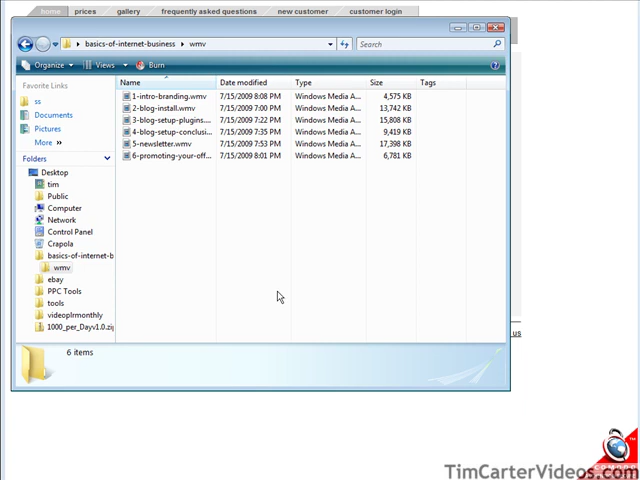 home prices gallery frequently asked questions new customer customer login
basics-of-internet-business wmv Search
Organize Views Burn
Favorite Links
ss
Documents
Pictures
More »
Folders
Desktop
tim
Public
Computer
Network
Control Panel
Crapola
basics-of-internet-b
wmv
ebay
PPC Tools
tools
videoplrmonthly
1000_per_Dayv1.0.zip
Name Date modified Type Size Tags
1-intro-branding.wmv 7/15/2009 8:08 PM Windows Media A... 4,575 KB
2-blog-install.wmv 7/15/2009 7:00 PM Windows Media A... 13,742 KB
3-blog-setup-plugins.... 7/15/2009 7:22 PM Windows Media A... 15,808 KB
4-blog-setup-conclusi... 7/15/2009 7:35 PM Windows Media A... 9,419 KB
5-newsletter.wmv 7/15/2009 7:53 PM Windows Media A... 17,398 KB
6-promoting-your-off... 7/15/2009 8:01 PM Windows Media A... 6,781 KB
us
6 items
TimCarterVideos.com